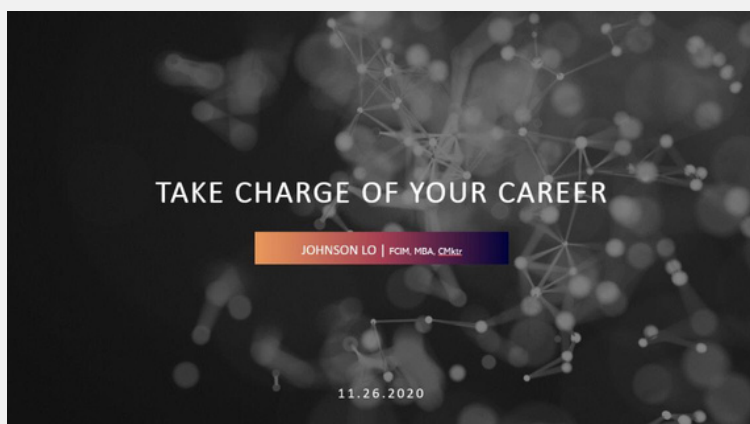 TAKE CHARGE OF YOUR CAREER
JOHNSON LO | FCIM, MBA, CMktr
11.26.2020